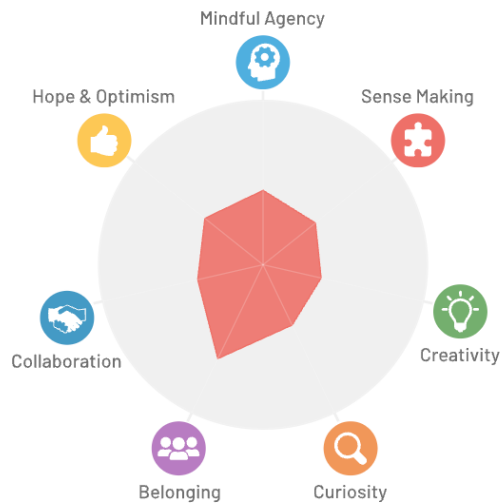 Mindful Agency
Hope & Optimism
Sense Making
Collaboration
Creativity
Belonging
Curiosity